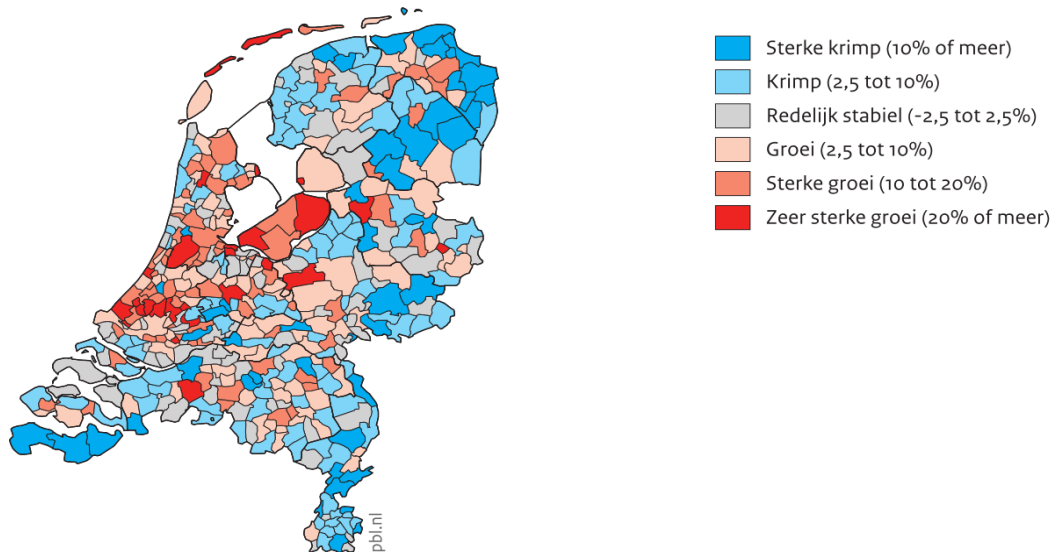 Sterke krimp (10% of meer)
Krimp (2,5 tot 10%)
Redelijk stabiel (-2,5 tot 2,5%)
Groei (2,5 tot 10%)
Sterke groei (10 tot 20%)
Zeer sterke groei (20% of meer)
pbl.nl